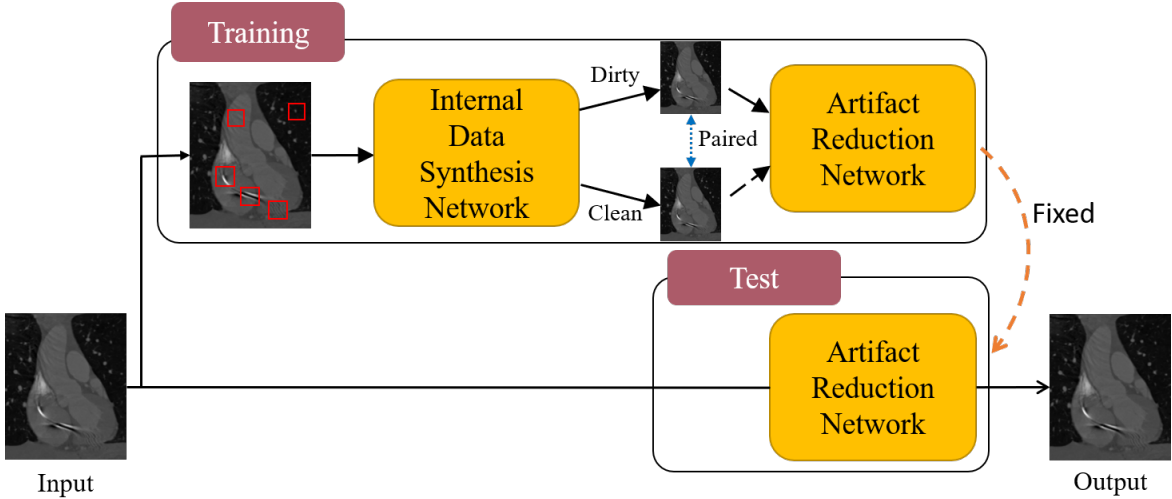 Training
Internal
Data
Synthesis
Network
Dirty
Paired
Clean
Artifact
Reduction
Network
Fixed
Test
Artifact
Reduction
Network
Input
Output